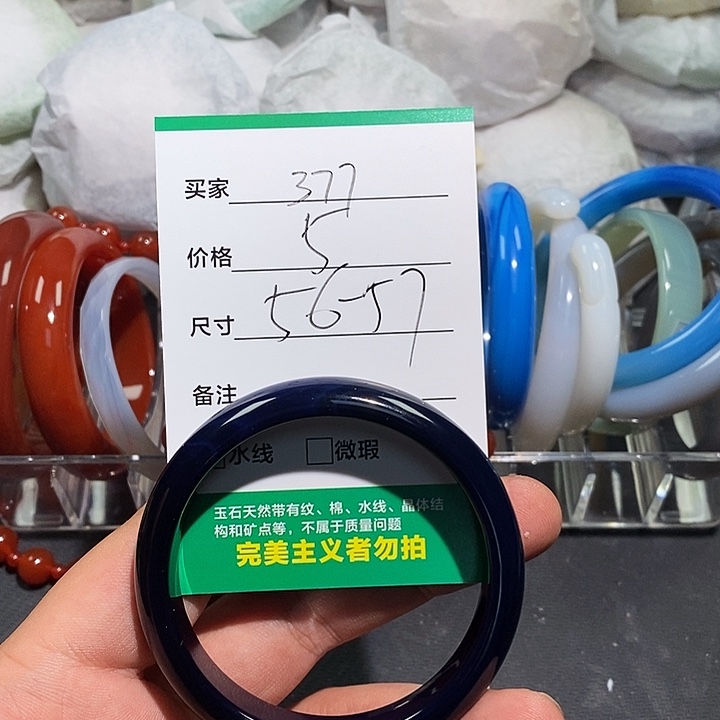 买家 377
价格 5
尺寸 56-57
备注
水线 微瑕
玉石天然带有纹、棉、水线、晶体结
构和矿点等，不属于质量问题
完美主义者勿拍